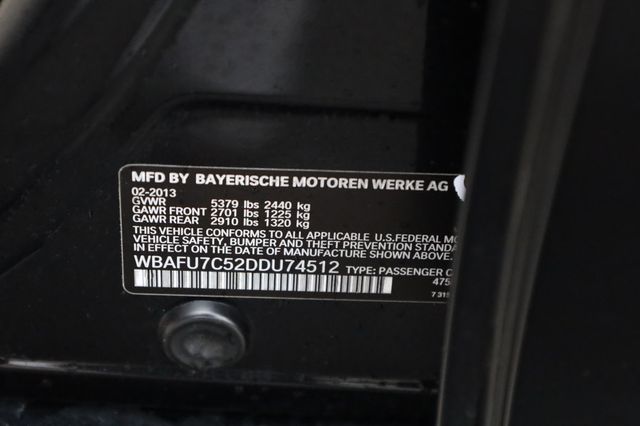 MFD BY BAYERISCHE MOTOREN WERKE AG
02-2013
GVWR 5379 lbs 2440 kg
GAWR FRONT 2701 lbs 1225 kg
GAWR REAR 2910 lbs 1320 kg
THIS VEHICLE CONFORMS TO ALL APPLICABLE U.S.FEDERAL
VEHICLE SAFETY, BUMPER AND THEFT PREVENTION
EFFECT ON THE DATE OF MANUFACTURE SHOWN ABOVE.
WBAFU7C52DDU74512 TYPE: PASSENGER